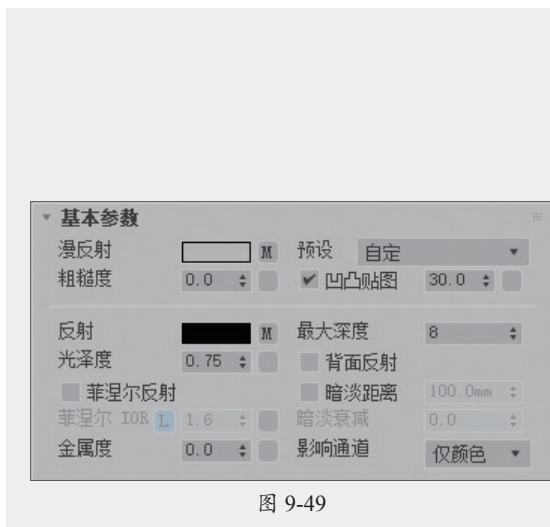 基本参数
漫反射 M 预设 自定
粗糙度 0.0 凹凸贴图 30.0
反射 M 最大深度 8
光泽度 0.75 背面反射
菲涅尔反射 暗淡距离 100.0mm
菲涅尔 IOR L 1.6 暗淡衰减 0.0
金属度 0.0 影响通道 仅颜色
图 9-49